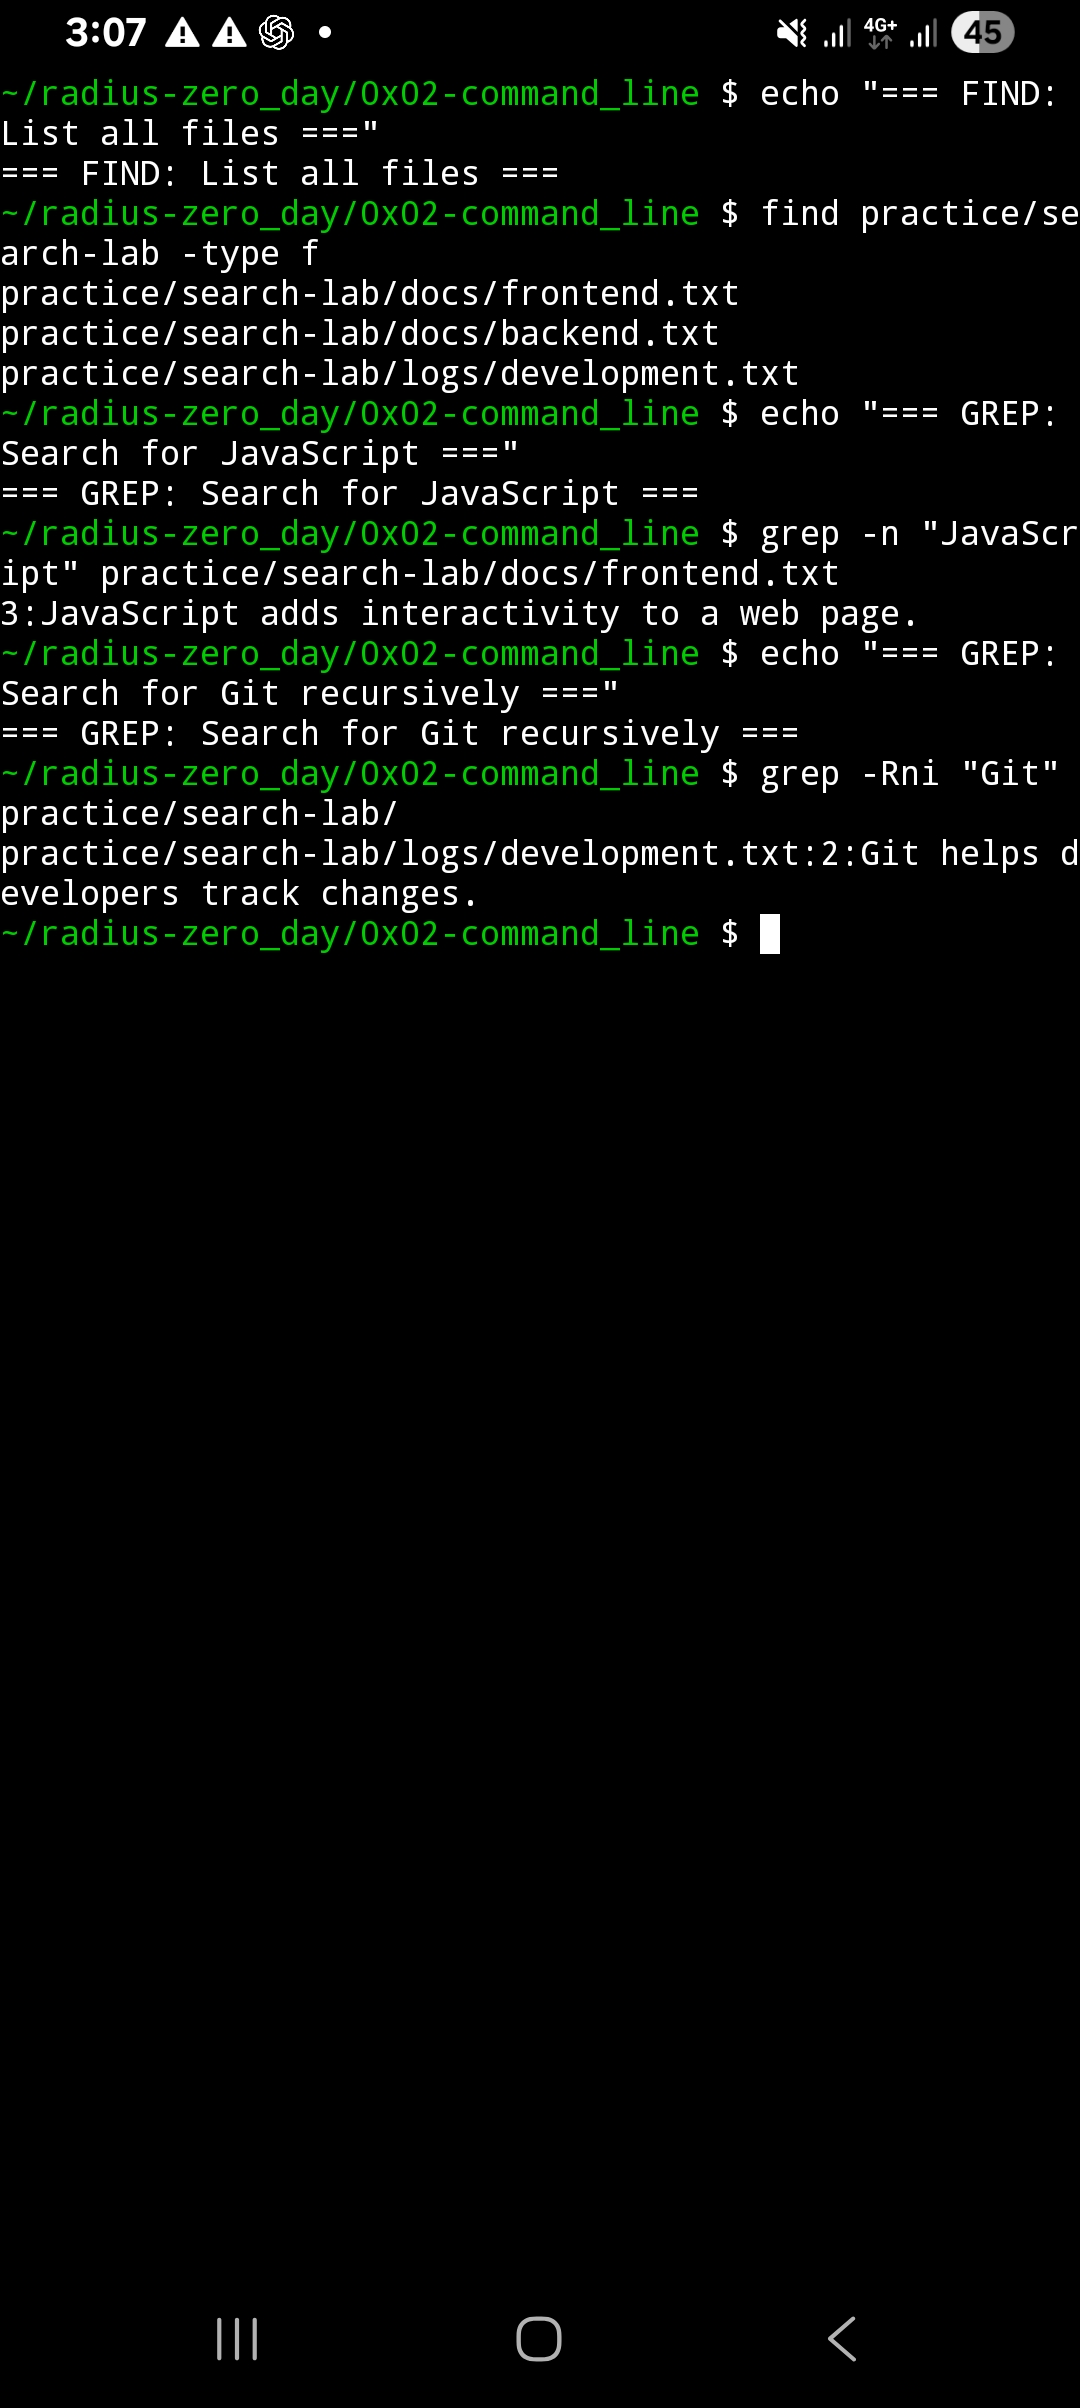 3:07
4G+
45
~/radius-zero_day/0x02-command_line $ echo "=== FIND:
List all files ==="
=== FIND: List all files ===
~/radius-zero_day/0x02-command_line $ find practice/se
arch-lab -type f
practice/search-lab/docs/frontend.txt
practice/search-lab/docs/backend.txt
practice/search-lab/logs/development.txt
~/radius-zero_day/0x02-command_line $ echo "=== GREP:
Search for JavaScript ==="
=== GREP: Search for JavaScript ===
~/radius-zero_day/0x02-command_line $ grep -n "JavaScr
ipt" practice/search-lab/docs/frontend.txt
3:JavaScript adds interactivity to a web page.
~/radius-zero_day/0x02-command_line $ echo "=== GREP:
Search for Git recursively ==="
=== GREP: Search for Git recursively ===
~/radius-zero_day/0x02-command_line $ grep -Rni "Git"
practice/search-lab/
practice/search-lab/logs/development.txt:2:Git helps d
evelopers track changes.
~/radius-zero_day/0x02-command_line $